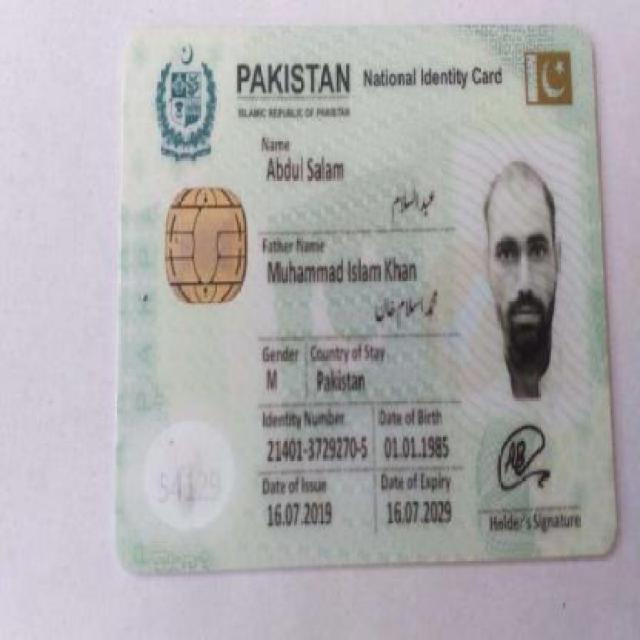 PAKISTAN National Identity Card
ISLAMIC REPUBLIC OF PAKISTAN
Name
Abdul Salam
عبدالسلام
Father Name
Muhammad Islam Khan
محمد اسلام خان
Gender Country of Stay
M Pakistan
Identity Number Date of Birth
21401-3729270-5 01.01.1985
Date of Issue Date of Expiry
16.07.2019 16.07.2029
Holder's Signature